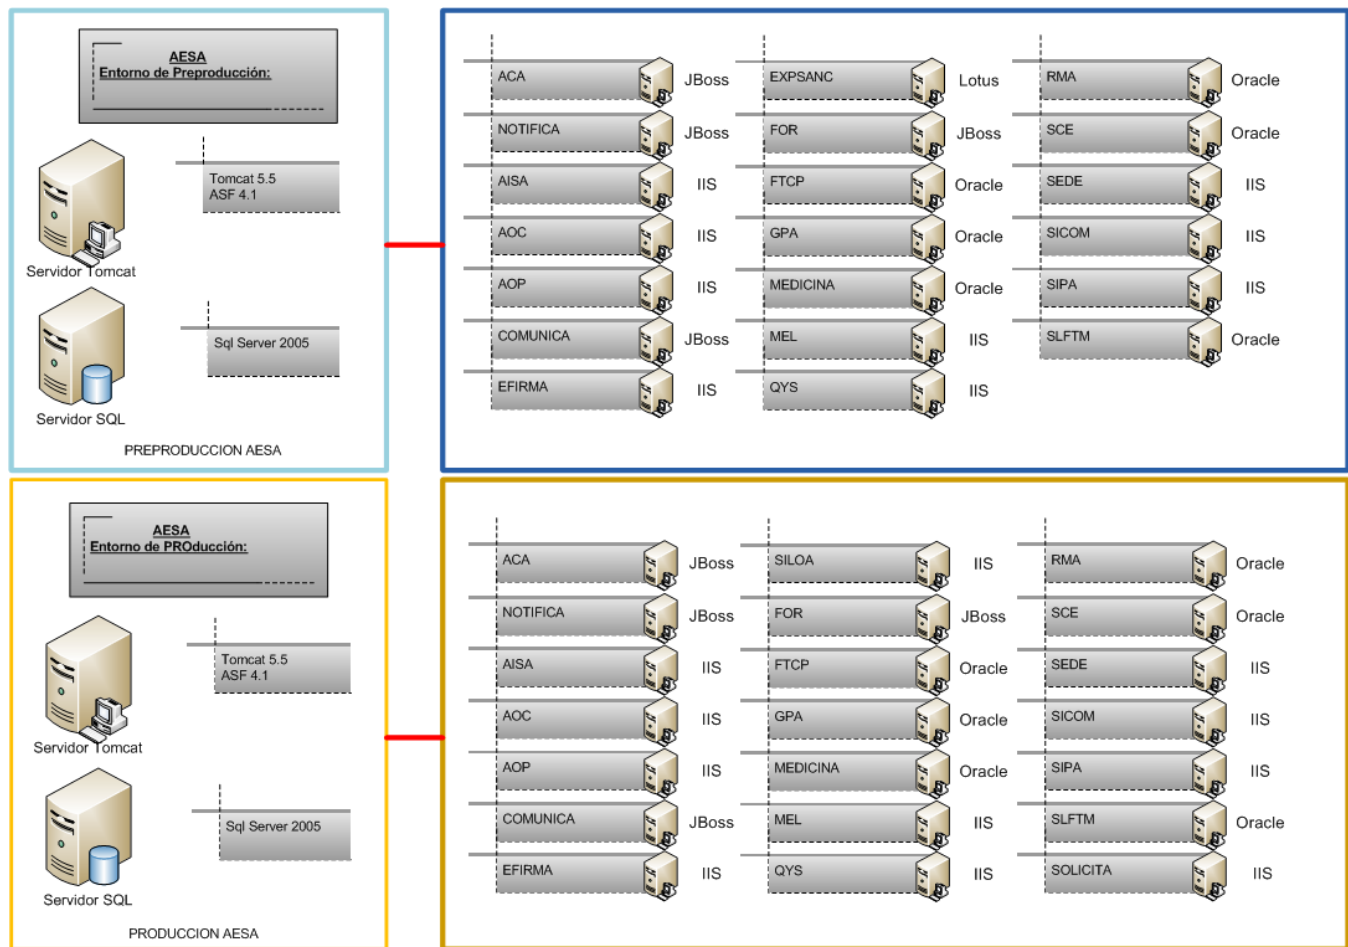 AESA
Entorno de Preproducción:
Tomcat 5.5
ASF 4.1
Servidor Tomcat
Sql Server 2005
Servidor SQL
PREPRODUCCION AESA
ACA JBoss
NOTIFICA JBoss
AISA IIS
AOC IIS
AOP IIS
COMUNICA JBoss
EFIRMA IIS
EXPSANC Lotus
FOR JBoss
FTCP Oracle
GPA Oracle
MEDICINA Oracle
MEL IIS
QYS IIS
RMA Oracle
SCE Oracle
SEDE IIS
SICOM IIS
SIPA IIS
SLFTM Oracle
AESA
Entorno de PROducción:
Tomcat 5.5
ASF 4.1
Servidor Tomcat
Sql Server 2005
Servidor SQL
PRODUCCION AESA
ACA JBoss
NOTIFICA JBoss
AISA IIS
AOC IIS
AOP IIS
COMUNICA JBoss
EFIRMA IIS
SILOA IIS
FOR JBoss
FTCP Oracle
GPA Oracle
MEDICINA Oracle
MEL IIS
QYS IIS
RMA Oracle
SCE Oracle
SEDE IIS
SICOM IIS
SIPA IIS
SLFTM Oracle
SOLICITA IIS